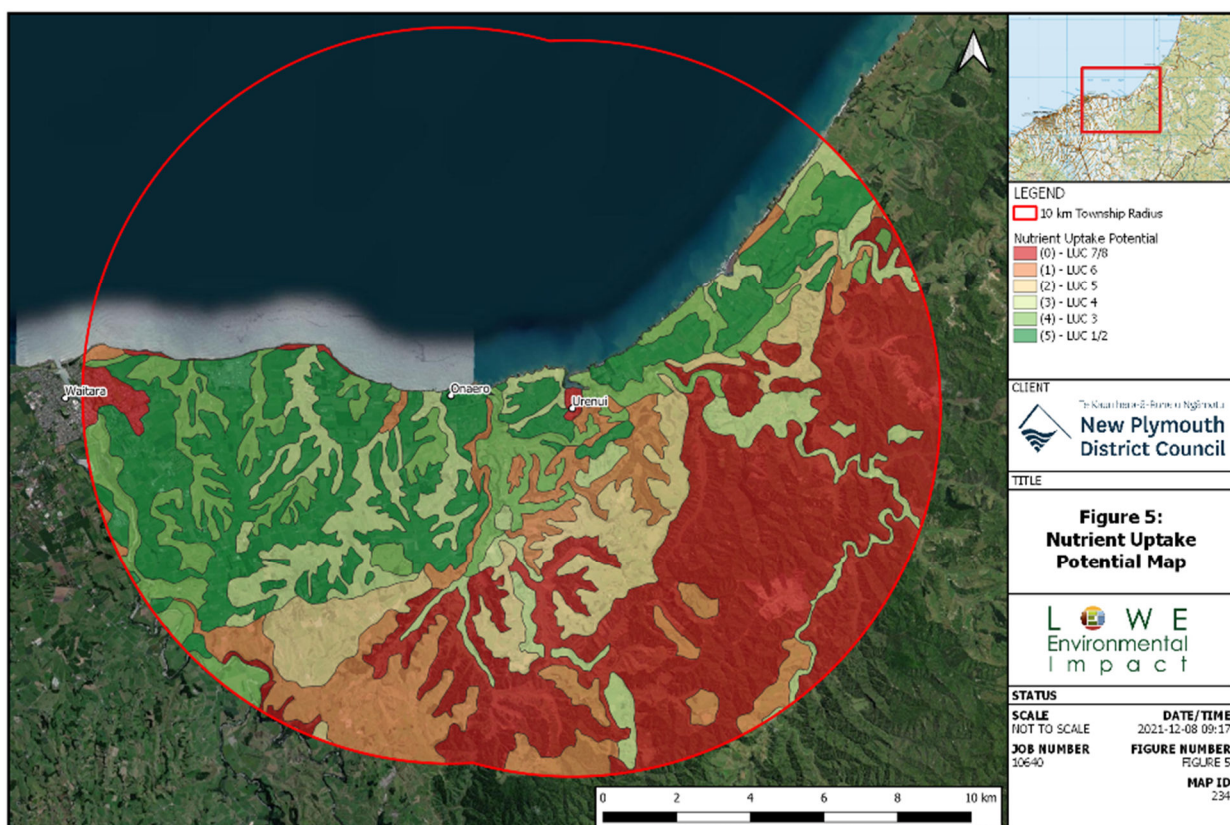 Waitara
Onaero
Urenui
0 2 4 6 8 10 km
LEGEND
10 km Township Radius
Nutrient Uptake Potential
(0) - LUC 7/8
(1) - LUC 6
(2) - LUC 5
(3) - LUC 4
(4) - LUC 3
(5) - LUC 1/2
CLIENT
New Plymouth
District Council
TITLE
Figure 5:
Nutrient Uptake
Potential Map
LOWE
Environmental
Impact
STATUS
SCALE DATE/TIME
NOT TO SCALE 2021-12-08 09:17
JOB NUMBER FIGURE NUMBER
10640 FIGURE 5
MAP ID
234